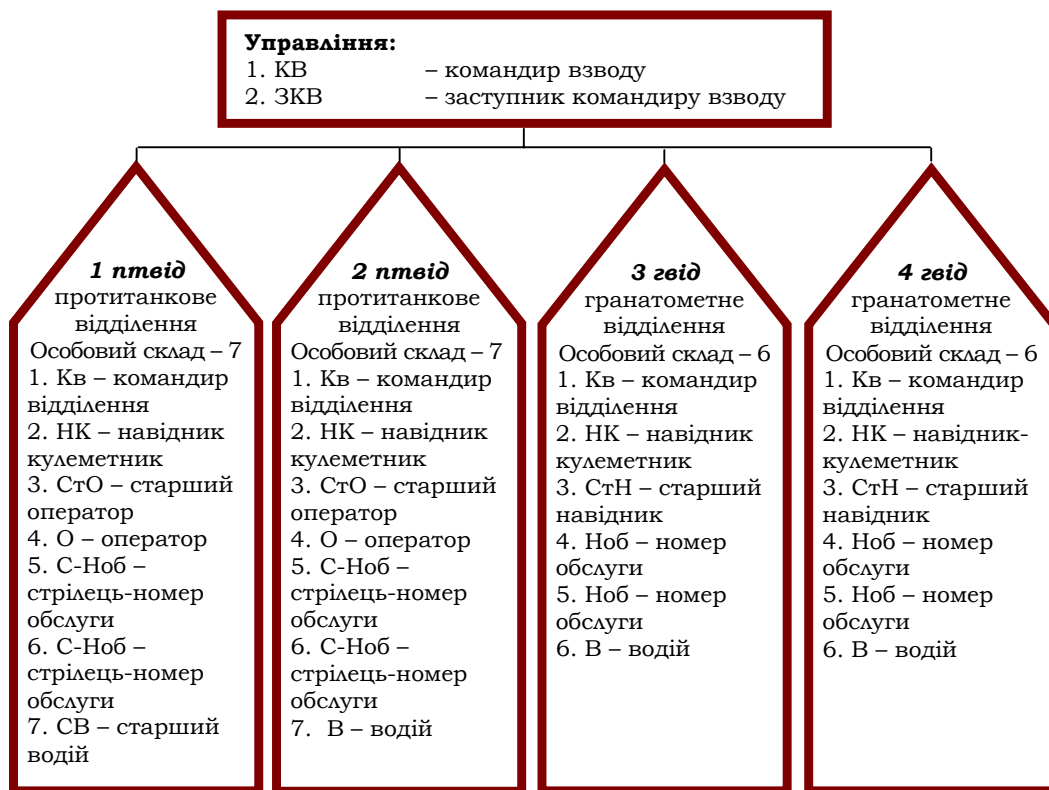 Управління:
1. КВ – командир взводу
2. ЗКВ – заступник командиру взводу
1 птвід
протитанкове
відділення
Особовий склад – 7
1. Кв – командир
відділення
2. НК – навідник
кулеметник
3. СтО – старший
оператор
4. О – оператор
5. С-Ноб –
стрілець-номер
обслуги
6. С-Ноб –
стрілець-номер
обслуги
7. СВ – старший
водій
2 птвід
протитанкове
відділення
Особовий склад – 7
1. Кв – командир
відділення
2. НК – навідник
кулеметник
3. СтО – старший
оператор
4. О – оператор
5. С-Ноб –
стрілець-номер
обслуги
6. С-Ноб –
стрілець-номер
обслуги
7. В – водій
3 гвід
гранатометне
відділення
Особовий склад – 6
1. Кв – командир
відділення
2. НК – навідник-
кулеметник
3. СтН – старший
навідник
4. Ноб – номер
обслуги
5. Ноб – номер
обслуги
6. В – водій
4 гвід
гранатометне
відділення
Особовий склад – 6
1. Кв – командир
відділення
2. НК – навідник-
кулеметник
3. СтН – старший
навідник
4. Ноб – номер
обслуги
5. Ноб – номер
обслуги
6. В – водій